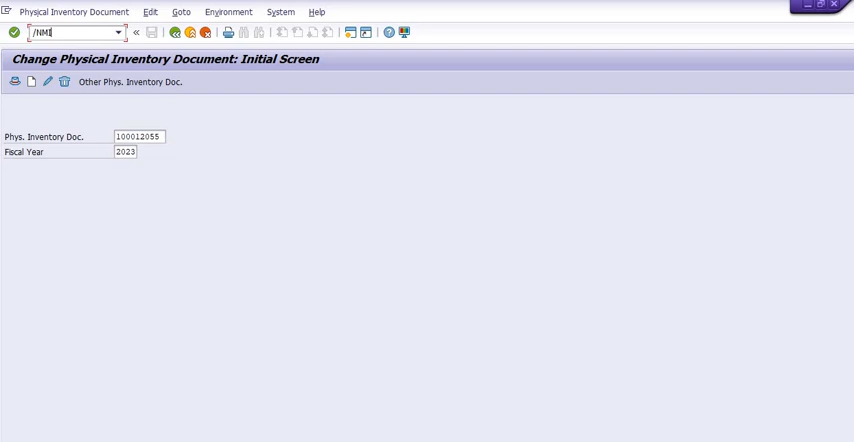 Physical Inventory Document Edit Goto Environment System Help
/NMI
Change Physical Inventory Document: Initial Screen
Other Phys. Inventory Doc.
Phys. Inventory Doc. 100012055
Fiscal Year 2023